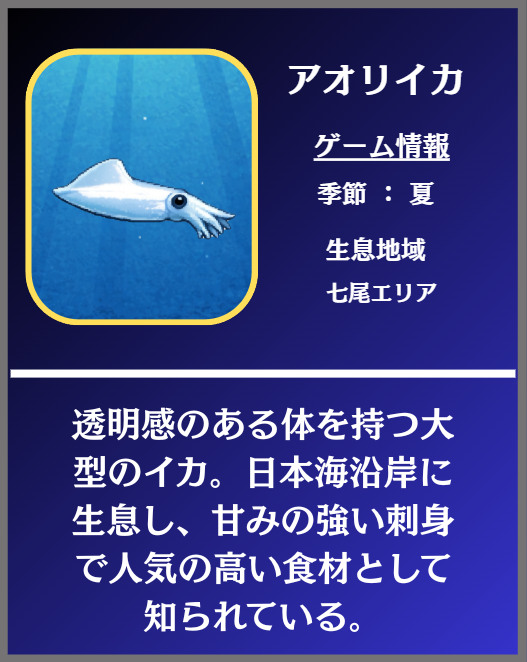 アオリイカ
ゲーム情報
季節 ： 夏
生息地域
七尾エリア
透明感のある体を持つ大
型のイカ。日本海沿岸に
生息し、甘みの強い刺身
で人気の高い食材として
知られている。